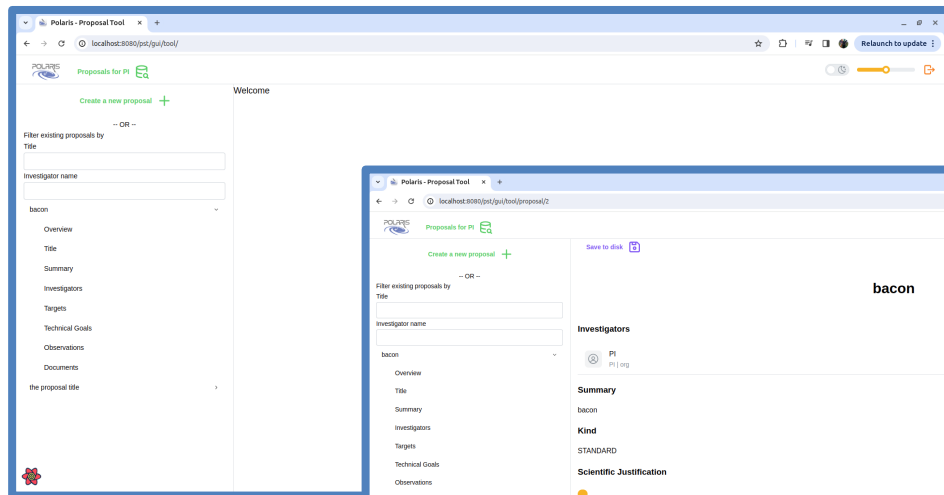 Polaris - Proposal Tool
localhost:8080/pst/gui/tool/
Relaunch to update
POLARIS
Proposals for PI
Create a new proposal
-- OR --
Filter existing proposals by
Title
Investigator name
bacon
Overview
Title
Summary
Investigators
Targets
Technical Goals
Observations
Documents
the proposal title
Welcome
Polaris - Proposal Tool
localhost:8080/pst/gui/tool/proposal/2
POLARIS
Proposals for PI
Create a new proposal
-- OR --
Filter existing proposals by
Title
Investigator name
bacon
Overview
Title
Summary
Investigators
Targets
Technical Goals
Observations
Save to disk
bacon
Investigators
PI
PI | org
Summary
bacon
Kind
STANDARD
Scientific Justification